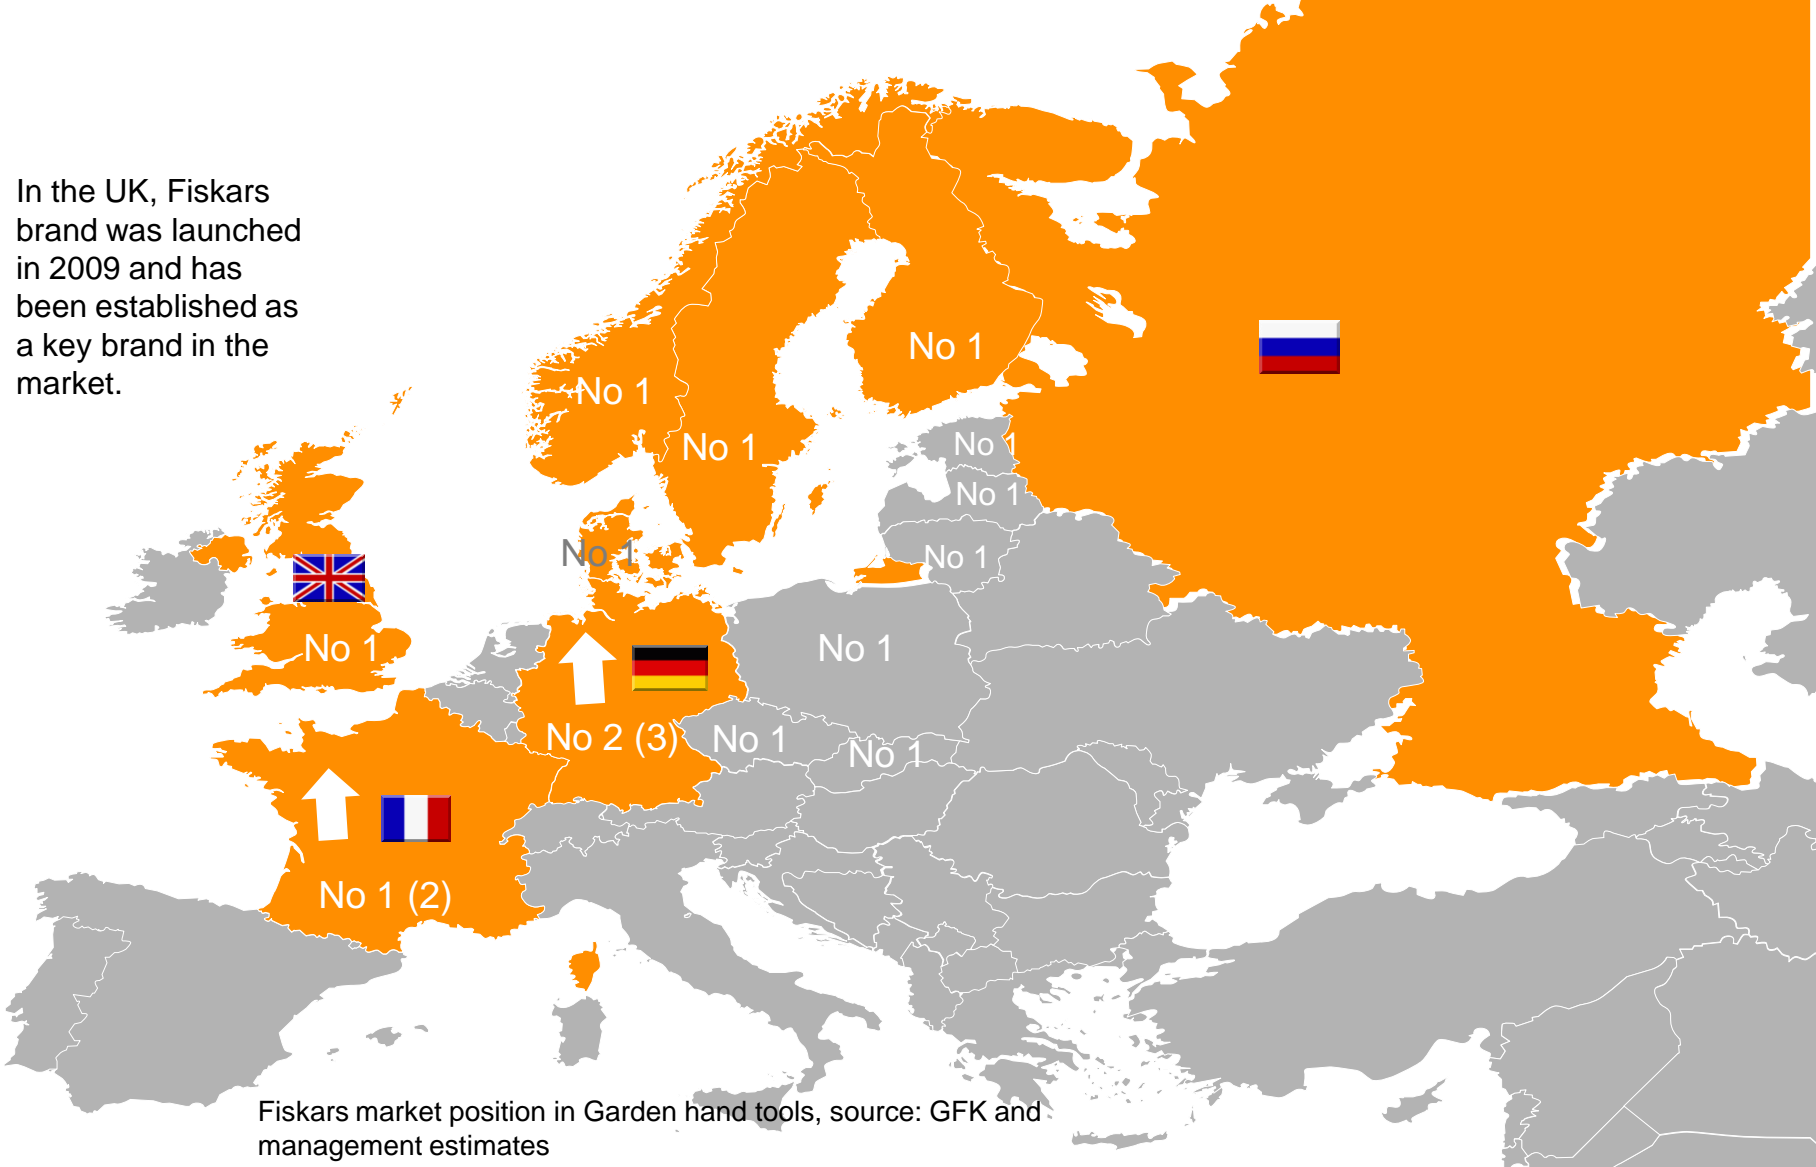 In the UK, Fiskars
brand was launched
in 2009 and has
been established as
a key brand in the
market.
No 1
No 1
No 1
No 1
No 1
No 1
No 1
No 1
No 1
No 2 (3)
No 1
No 1
No 1 (2)
Fiskars market position in Garden hand tools, source: GFK and
management estimates